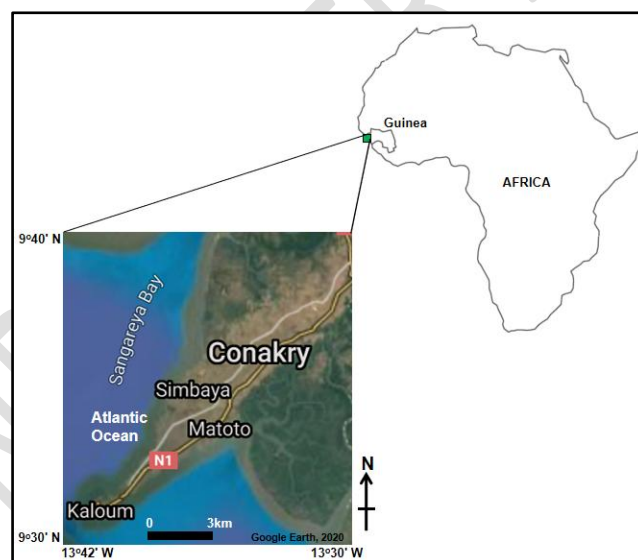 Guinea
AFRICA
9°40' N
Sangareya Bay
Conakry
Simbaya
Atlantic
Ocean
Matoto
N1
N
Kaloum
0 3km
Google Earth, 2020
9°30' N
13°42' W 13°30' W